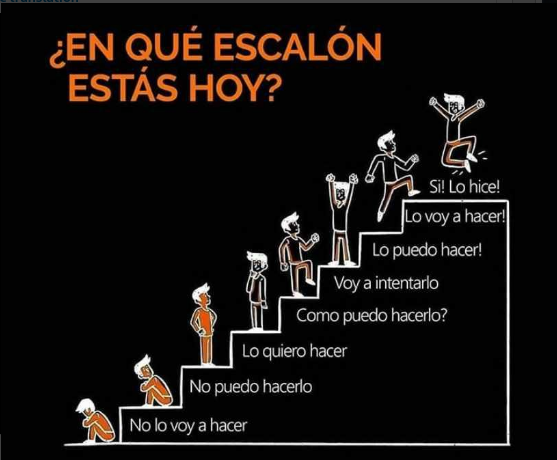 ¿EN QUÉ ESCALÓN
ESTÁS HOY?
Si! Lo hice!
Lo voy a hacer!
Lo puedo hacer!
Voy a intentarlo
Como puedo hacerlo?
Lo quiero hacer
No puedo hacerlo
No lo voy a hacer